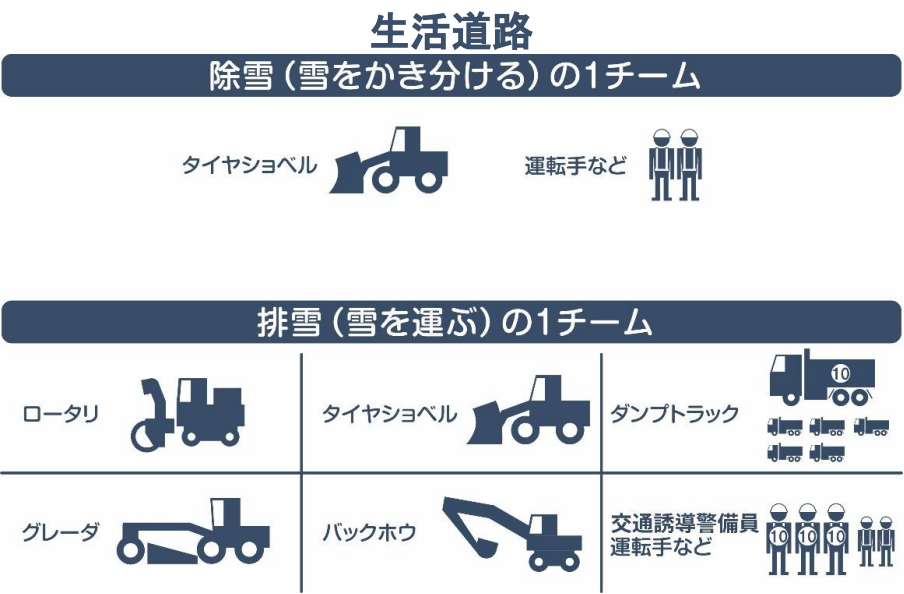 生活道路
除雪（雪をかき分ける）の1チーム
タイヤショベル
運転手など
排雪（雪を運ぶ）の1チーム
ロータリ
タイヤショベル
ダンプトラック
10
グレーダ
バックホウ
交通誘導警備員
運転手など
10 10 10